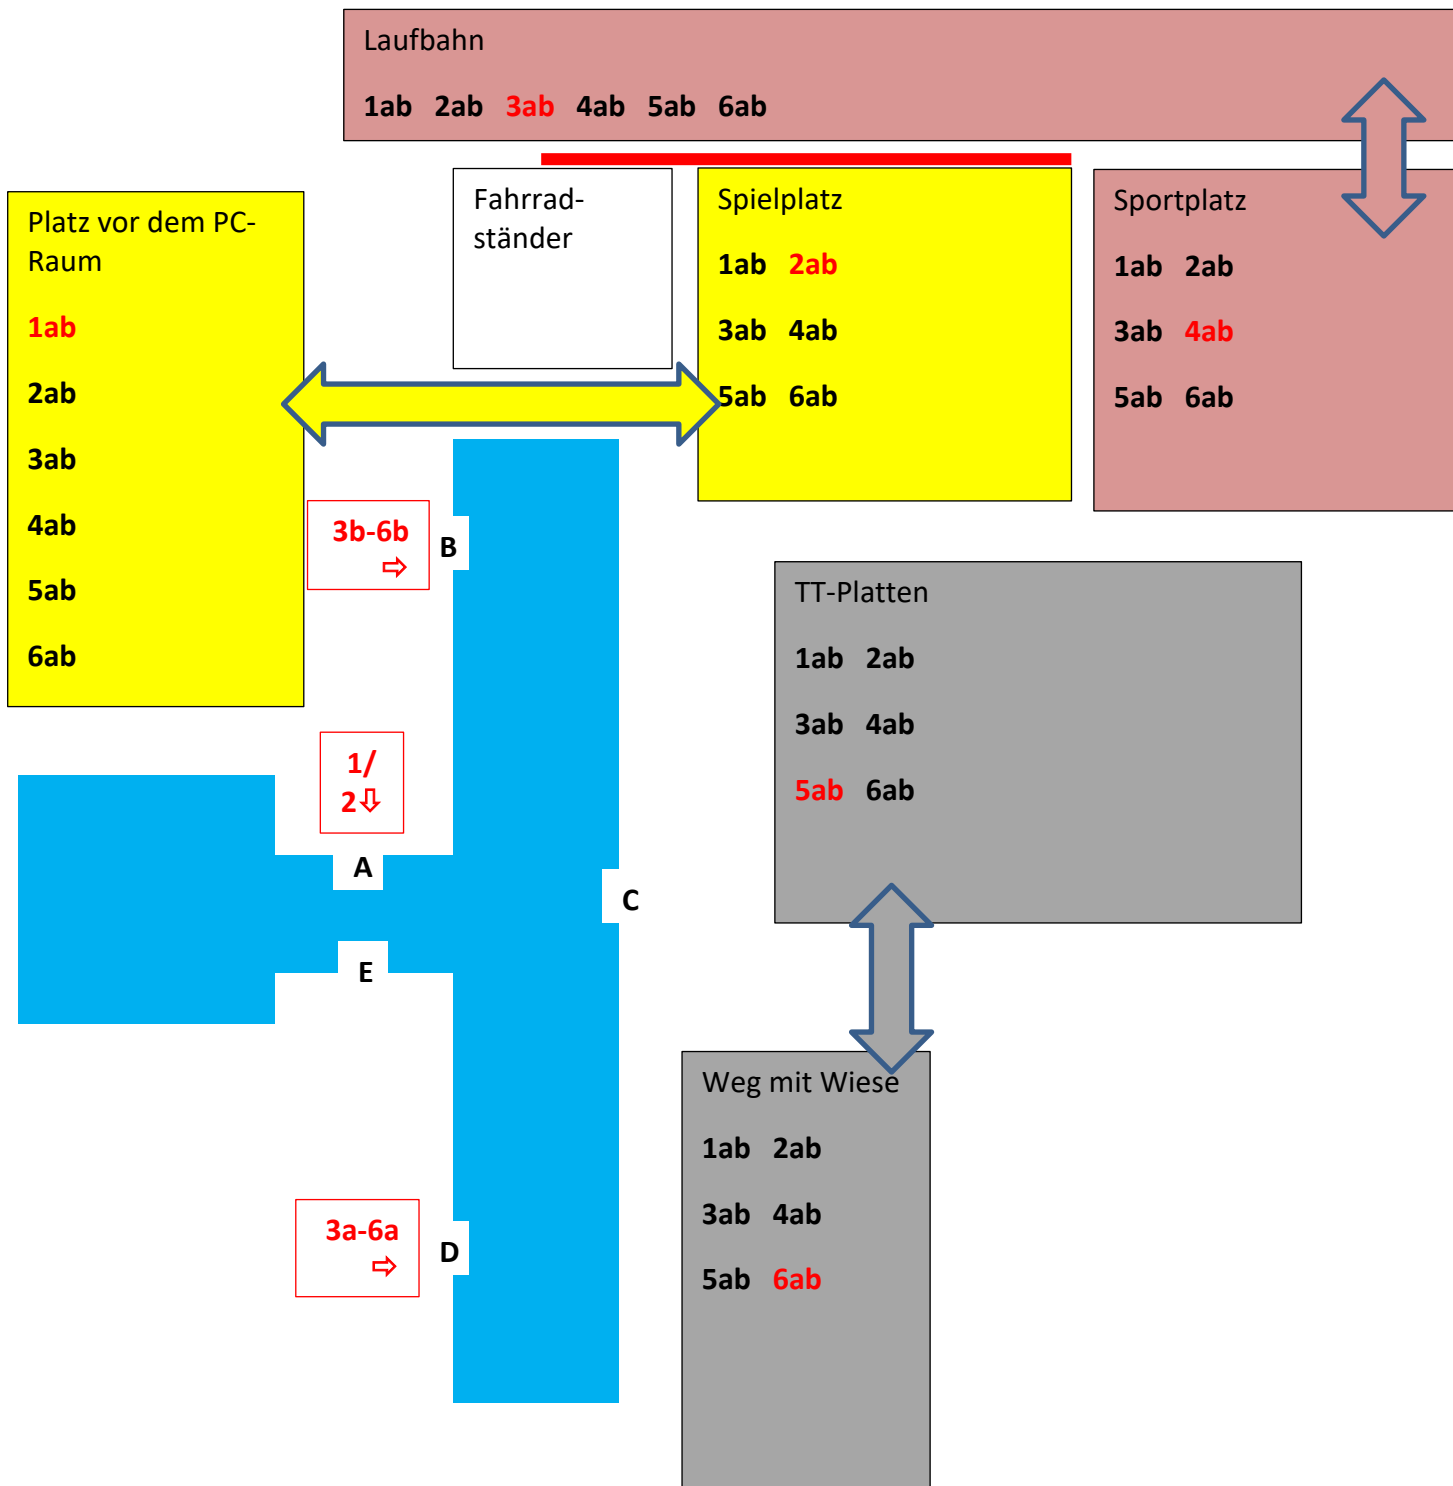 Laufbahn
1ab 2ab 3ab 4ab 5ab 6ab
Platz vor dem PC-
Raum
1ab
2ab
3ab
4ab
5ab
6ab
Fahrrad-
ständer
Spielplatz
1ab 2ab
3ab 4ab
5ab 6ab
Sportplatz
1ab 2ab
3ab 4ab
5ab 6ab
3b-6b
⇨
B
TT-Platten
1ab 2ab
3ab 4ab
5ab 6ab
1/
2⇩
A
C
E
Weg mit Wiese
1ab 2ab
3ab 4ab
5ab 6ab
3a-6a
⇨
D